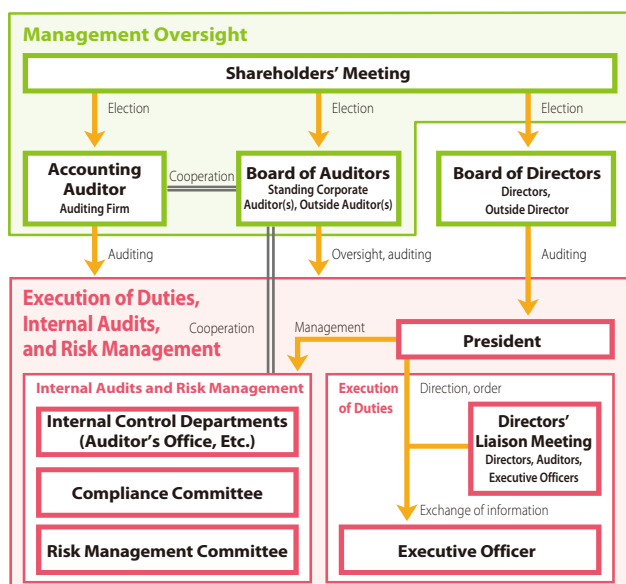 Management Oversight
Shareholders’ Meeting
Election
Election
Election
Accounting
Auditor
Auditing Firm
Cooperation
Board of Auditors
Standing Corporate
Auditor(s), Outside Auditor(s)
Board of Directors
Directors,
Outside Director
Auditing
Oversight, auditing
Auditing
Execution of Duties,
Internal Audits,
and Risk Management
Cooperation
Management
President
Internal Audits and Risk Management
Internal Control Departments
(Auditor’s Office, Etc.)
Compliance Committee
Risk Management Committee
Execution
of Duties
Direction, order
Directors’
Liaison Meeting
Directors, Auditors,
Executive Officers
Exchange of information
Executive Officer